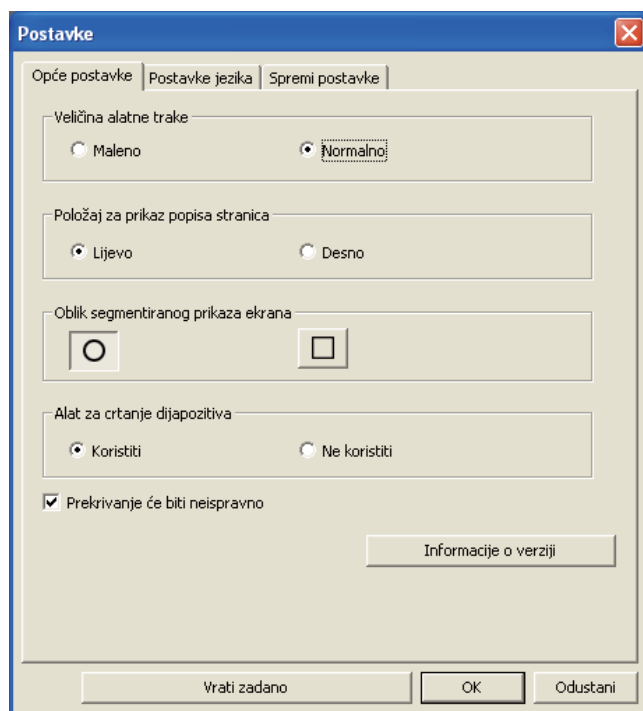 Postavke
Opće postavke Postavke jezika Spremi postavke
Veličina alatne trake
Maleno Normalno
Položaj za prikaz popisa stranica
Lijevo Desno
Oblik segmentiranog prikaza ekrana
Alat za crtanje dijapozitiva
Koristiti Ne koristiti
Prekrivanje će biti neispravno
Informacije o verziji
Vrati zadano OK Odustani